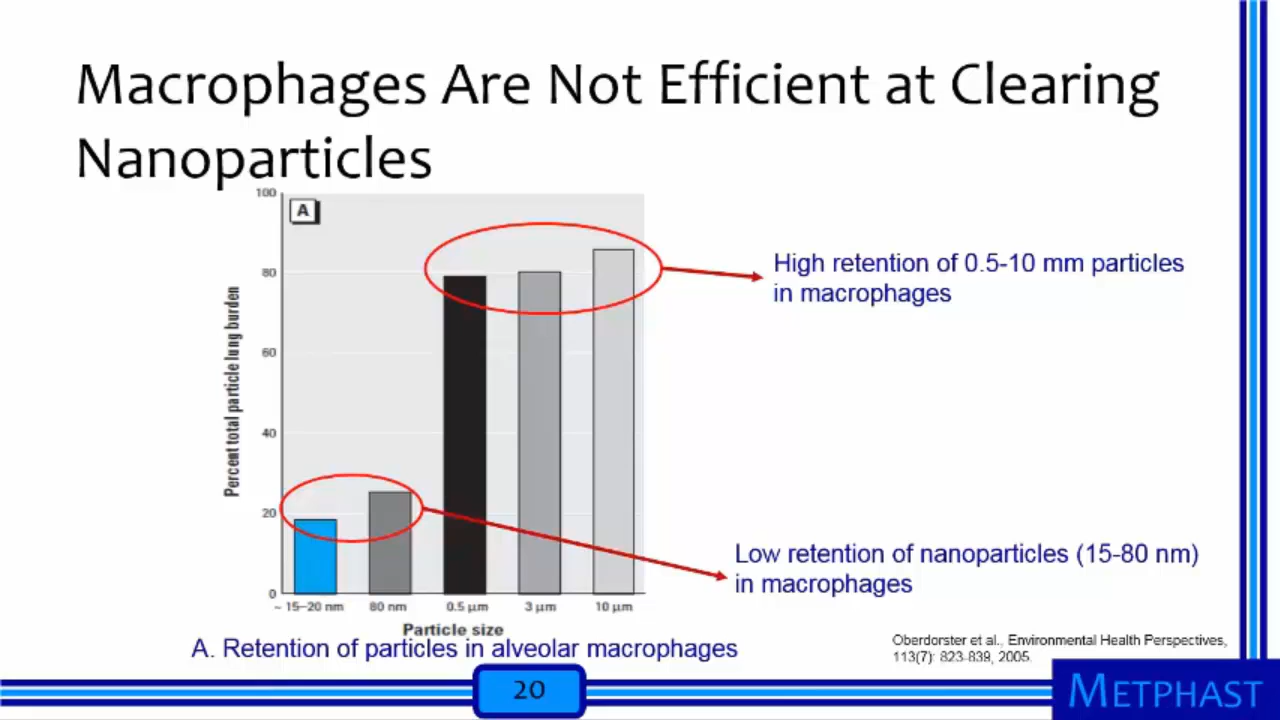 Macrophages Are Not Efficient at Clearing
Nanoparticles
A
Percent total particle lung burden
100
80
60
40
20
0
~ 15–20 nm 80 nm 0.5 µm 3 µm 10 µm
Particle size
High retention of 0.5-10 mm particles
in macrophages
Low retention of nanoparticles (15-80 nm)
in macrophages
A. Retention of particles in alveolar macrophages
Oberdorster et al., Environmental Health Perspectives,
113(7): 823-839, 2005.
20
METPHAST